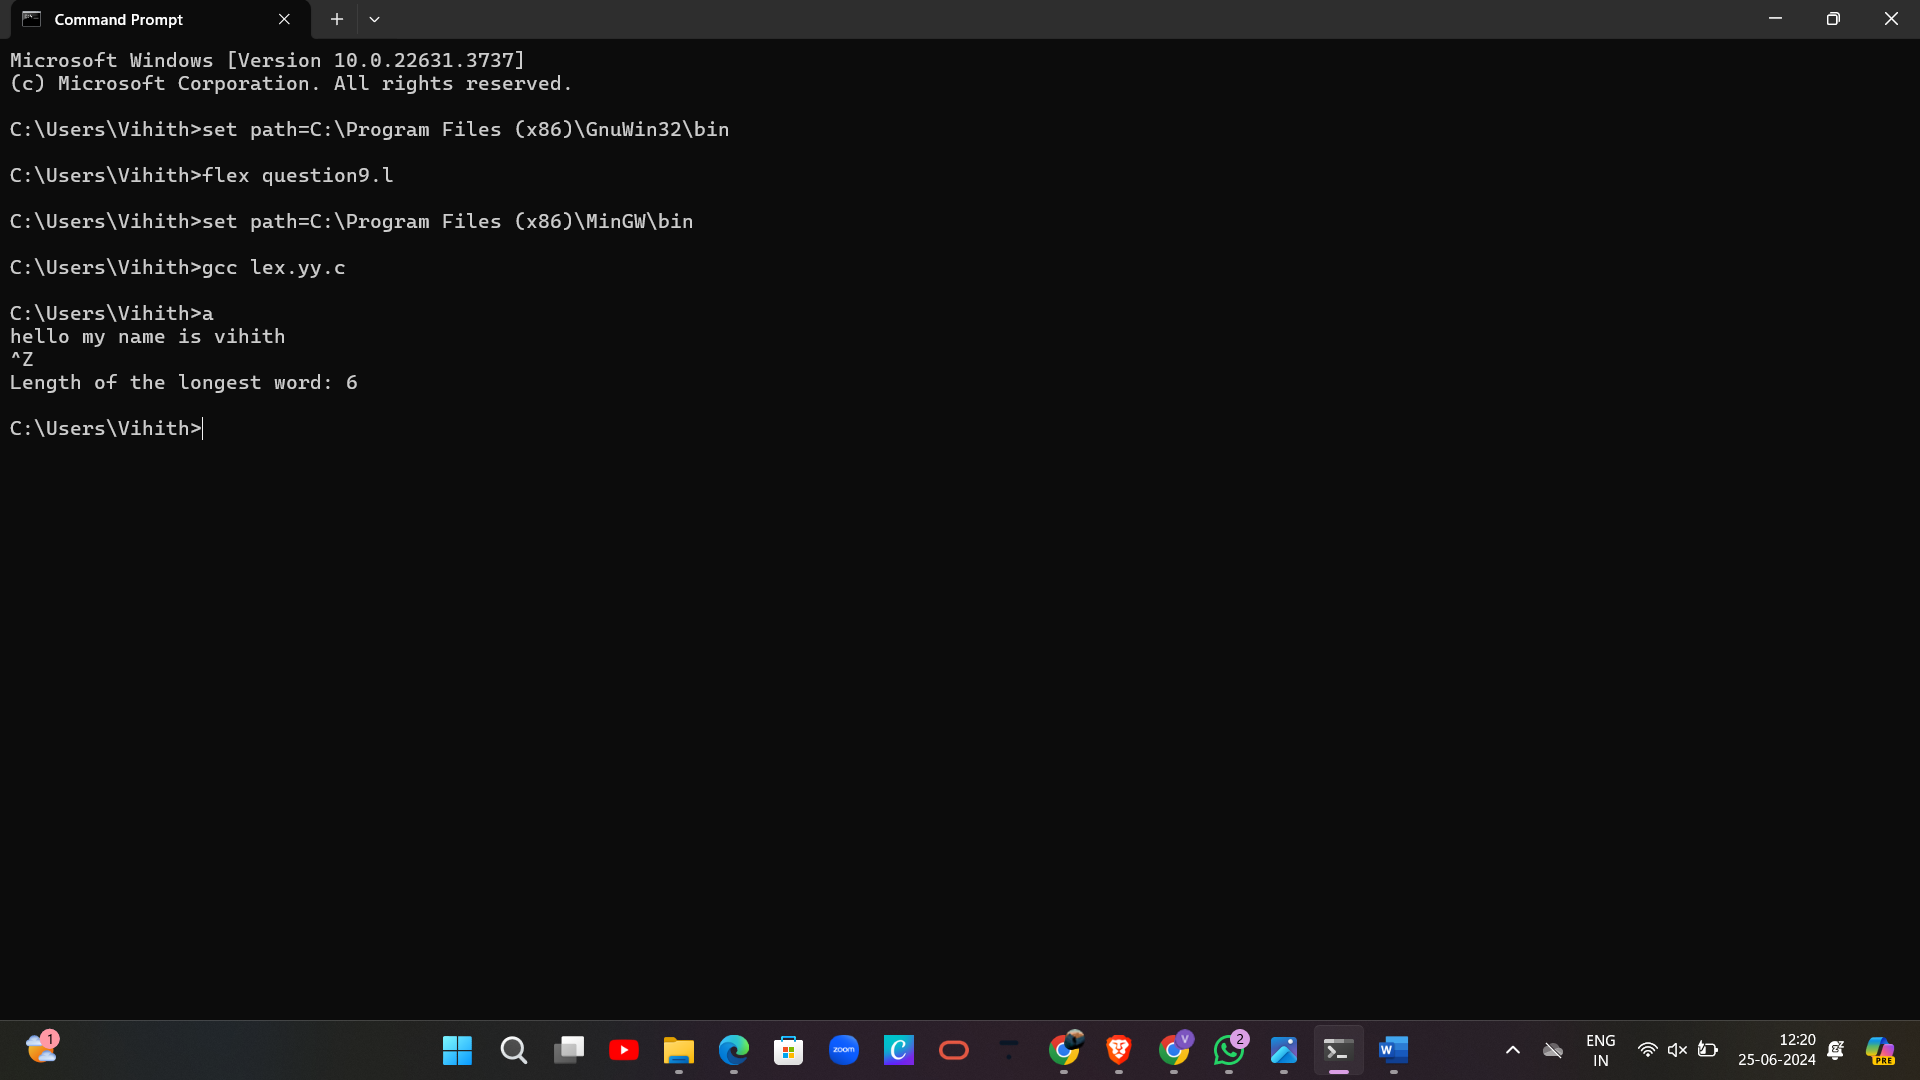 Command Prompt
Microsoft Windows [Version 10.0.22631.3737]
(c) Microsoft Corporation. All rights reserved.
C:\Users\Vihith>set path=C:\Program Files (x86)\GnuWin32\bin
C:\Users\Vihith>flex question9.l
C:\Users\Vihith>set path=C:\Program Files (x86)\MinGW\bin
C:\Users\Vihith>gcc lex.yy.c
C:\Users\Vihith>a
hello my name is vihith
^Z
Length of the longest word: 6
C:\Users\Vihith>
1
zoom
C
V
2
W
ENG
IN
12:20
25-06-2024
PRE